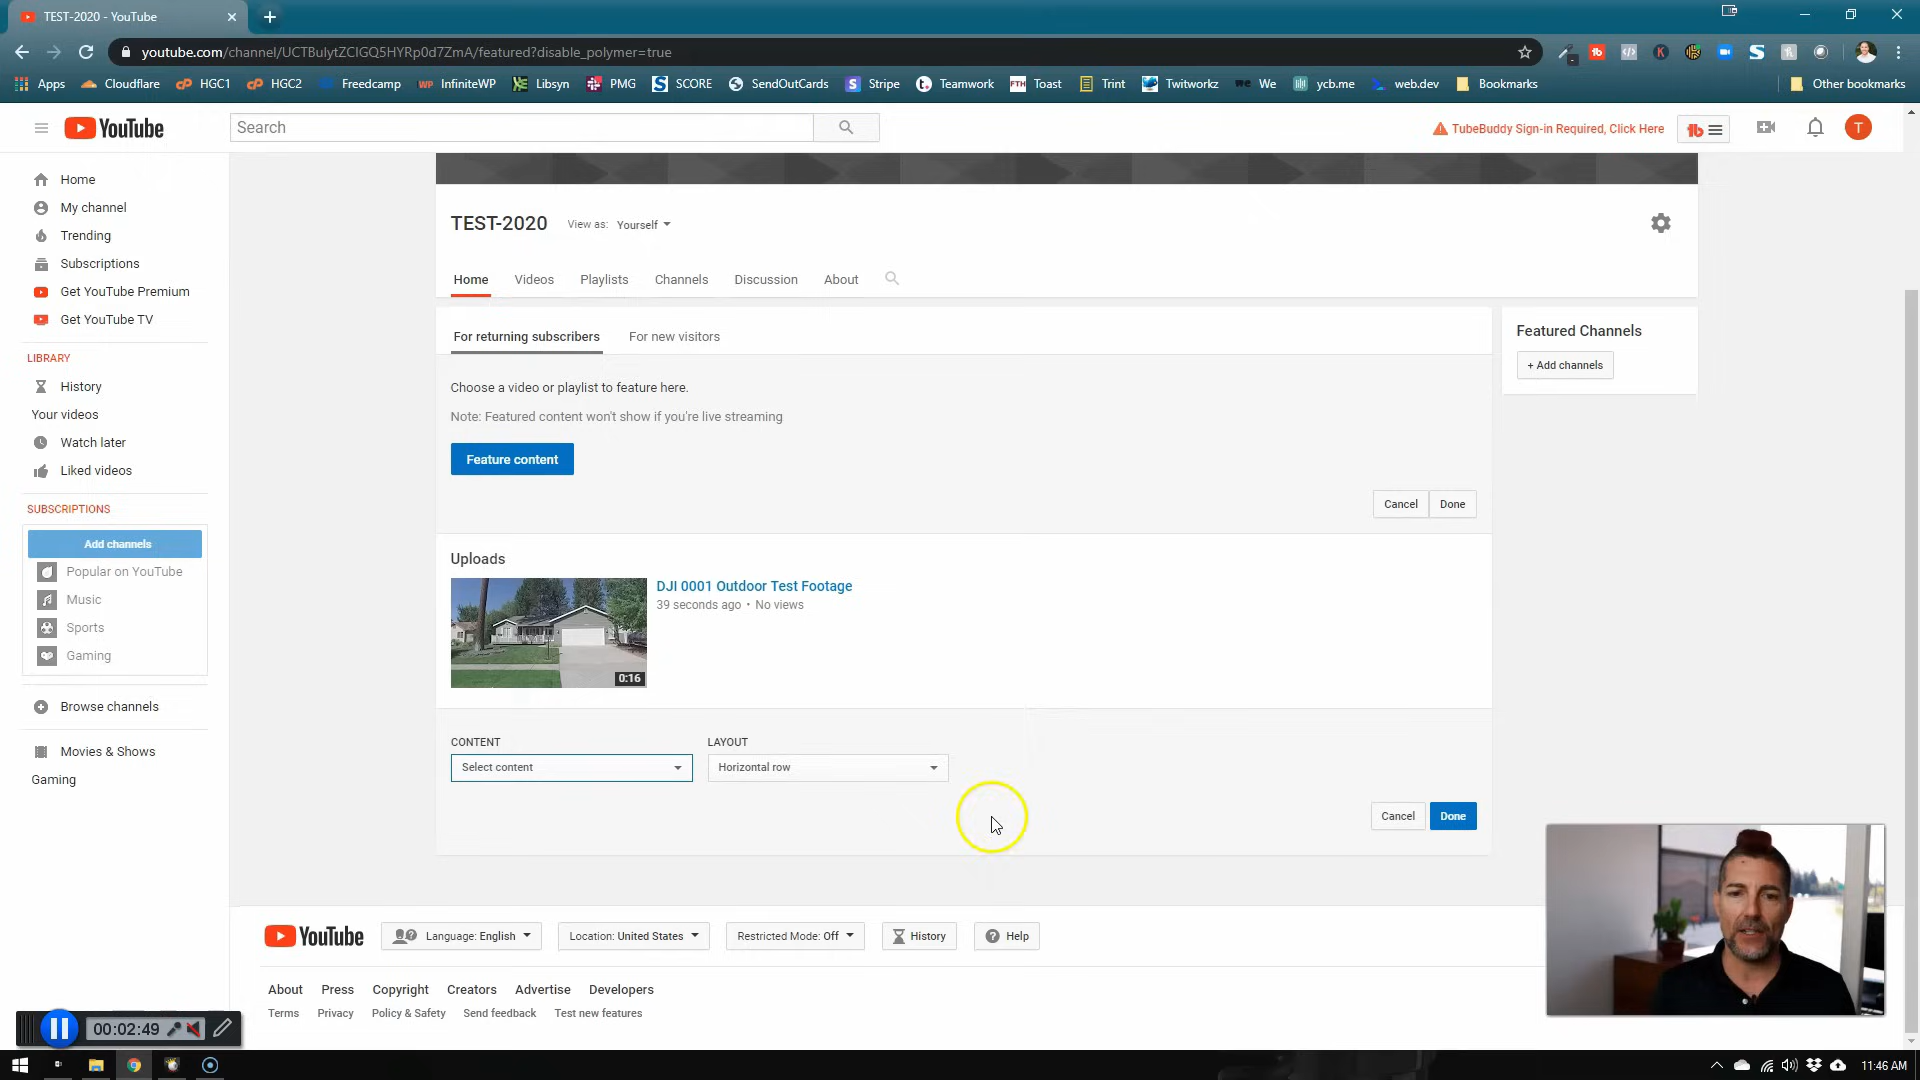 TEST-2020 - YouTube
youtube.com/channel/UCTBulytZCIGQ5HYRp0d7ZmA/featured?disable_polymer=true
Apps Cloudflare HGC1 HGC2 Freedcamp InfiniteWP Libsyn PMG SCORE SendOutCards Stripe Teamwork Toast Trint Twitworkz We ycb.me web.dev Bookmarks Other bookmarks
YouTube
Search
TubeBuddy Sign-in Required, Click Here
T
Home
My channel
Trending
Subscriptions
Get YouTube Premium
Get YouTube TV
LIBRARY
History
Your videos
Watch later
Liked videos
SUBSCRIPTIONS
Add channels
Popular on YouTube
Music
Sports
Gaming
Browse channels
Movies & Shows
Gaming
TEST-2020 View as: Yourself
Home Videos Playlists Channels Discussion About
For returning subscribers For new visitors
Choose a video or playlist to feature here.
Note: Featured content won't show if you're live streaming
Feature content
Cancel Done
Featured Channels
+ Add channels
Uploads
DJI 0001 Outdoor Test Footage
39 seconds ago • No views
0:16
CONTENT LAYOUT
Select content Horizontal row
Cancel Done
YouTube Language: English Location: United States Restricted Mode: Off History Help
About Press Copyright Creators Advertise Developers
Terms Privacy Policy & Safety Send feedback Test new features
00:02:49
11:46 AM